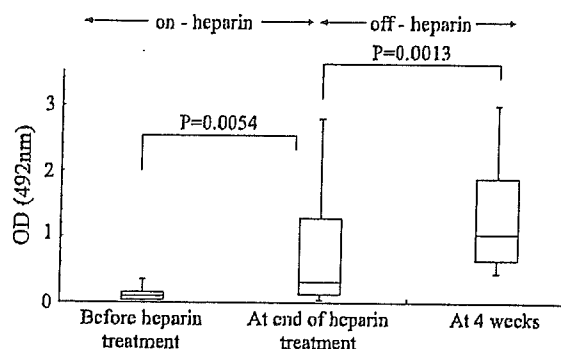 on - heparin off - heparin
P=0.0013
P=0.0054
OD (492nm)
3
2
1
0
Before heparin treatment
At end of heparin treatment
At 4 weeks